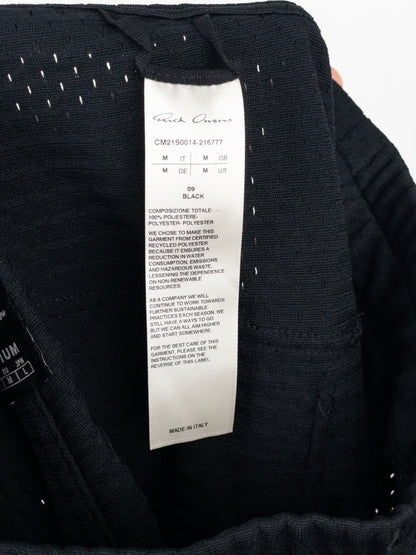 Rick Owens
CM21S0014-216777
M IT M GB
M DE M US
09
BLACK
COMPOSIZIONE TOTALE- -
100% POLIESTERE-
POLYESTER- POLYESTER
WE CHOSE TO MAKE THIS
GARMENT FROM CERTIFIED
RECYCLED POLYESTER
BECAUSE IT ENSURES A
REDUCTION IN WATER
CONSUMPTION, EMISSIONS
AND HAZARDOUS WASTE,
LESSENING THE DEPENDENCE
ON NON-RENEWABLE
RESOURCES.
AS A COMPANY WE WILL
CONTINUE TO WORK TOWARDS
FURTHER SUSTAINABLE
PRACTICES EACH SEASON. WE
STILL HAVE A WAYS TO GO.
BUT WE CAN ALL AIM HIGHER
AND START SOMEWHERE.
FOR THE BEST CARE OF THIS
GARMENT, PLEASE SEE THE
INSTRUCTIONS ON THE
REVERSE OF THIS LABEL
MADE IN ITALY
IUM
EU JPN
M L